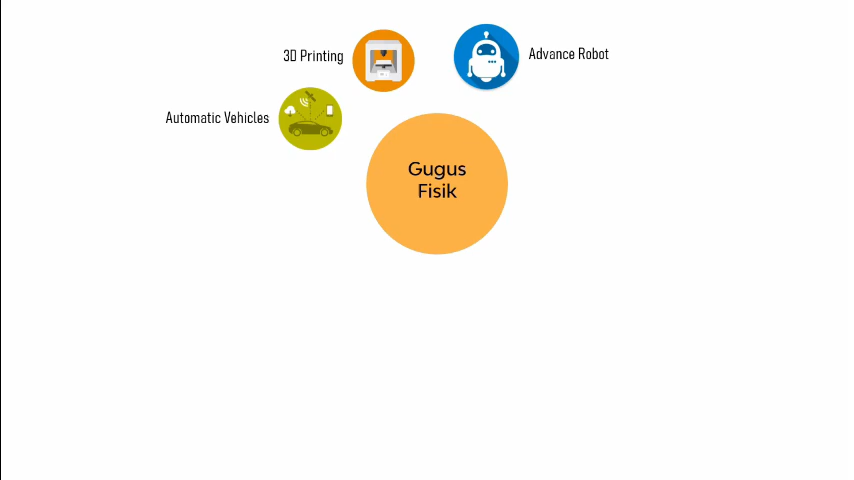 3D Printing
Advance Robot
Automatic Vehicles
Gugus
Fisik